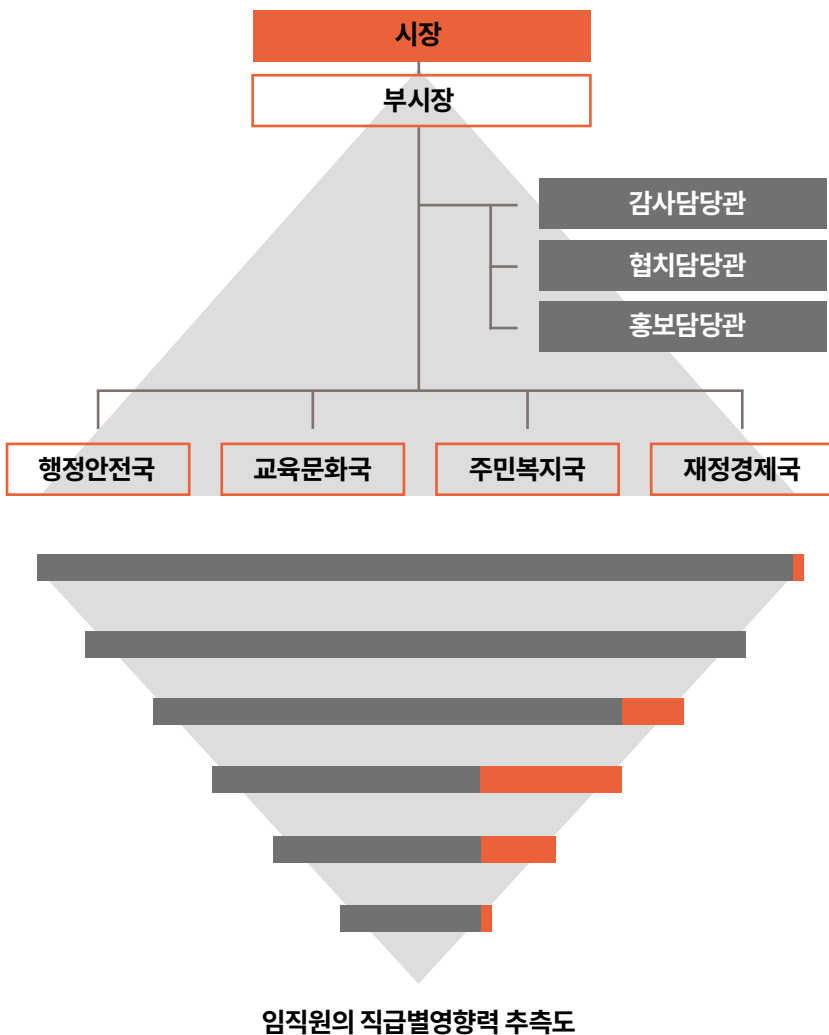 시장
부시장
감사담당관
협치담당관
홍보담당관
행정안전국
교육문화국
주민복지국
재정경제국
임직원의 직급별영향력 추측도